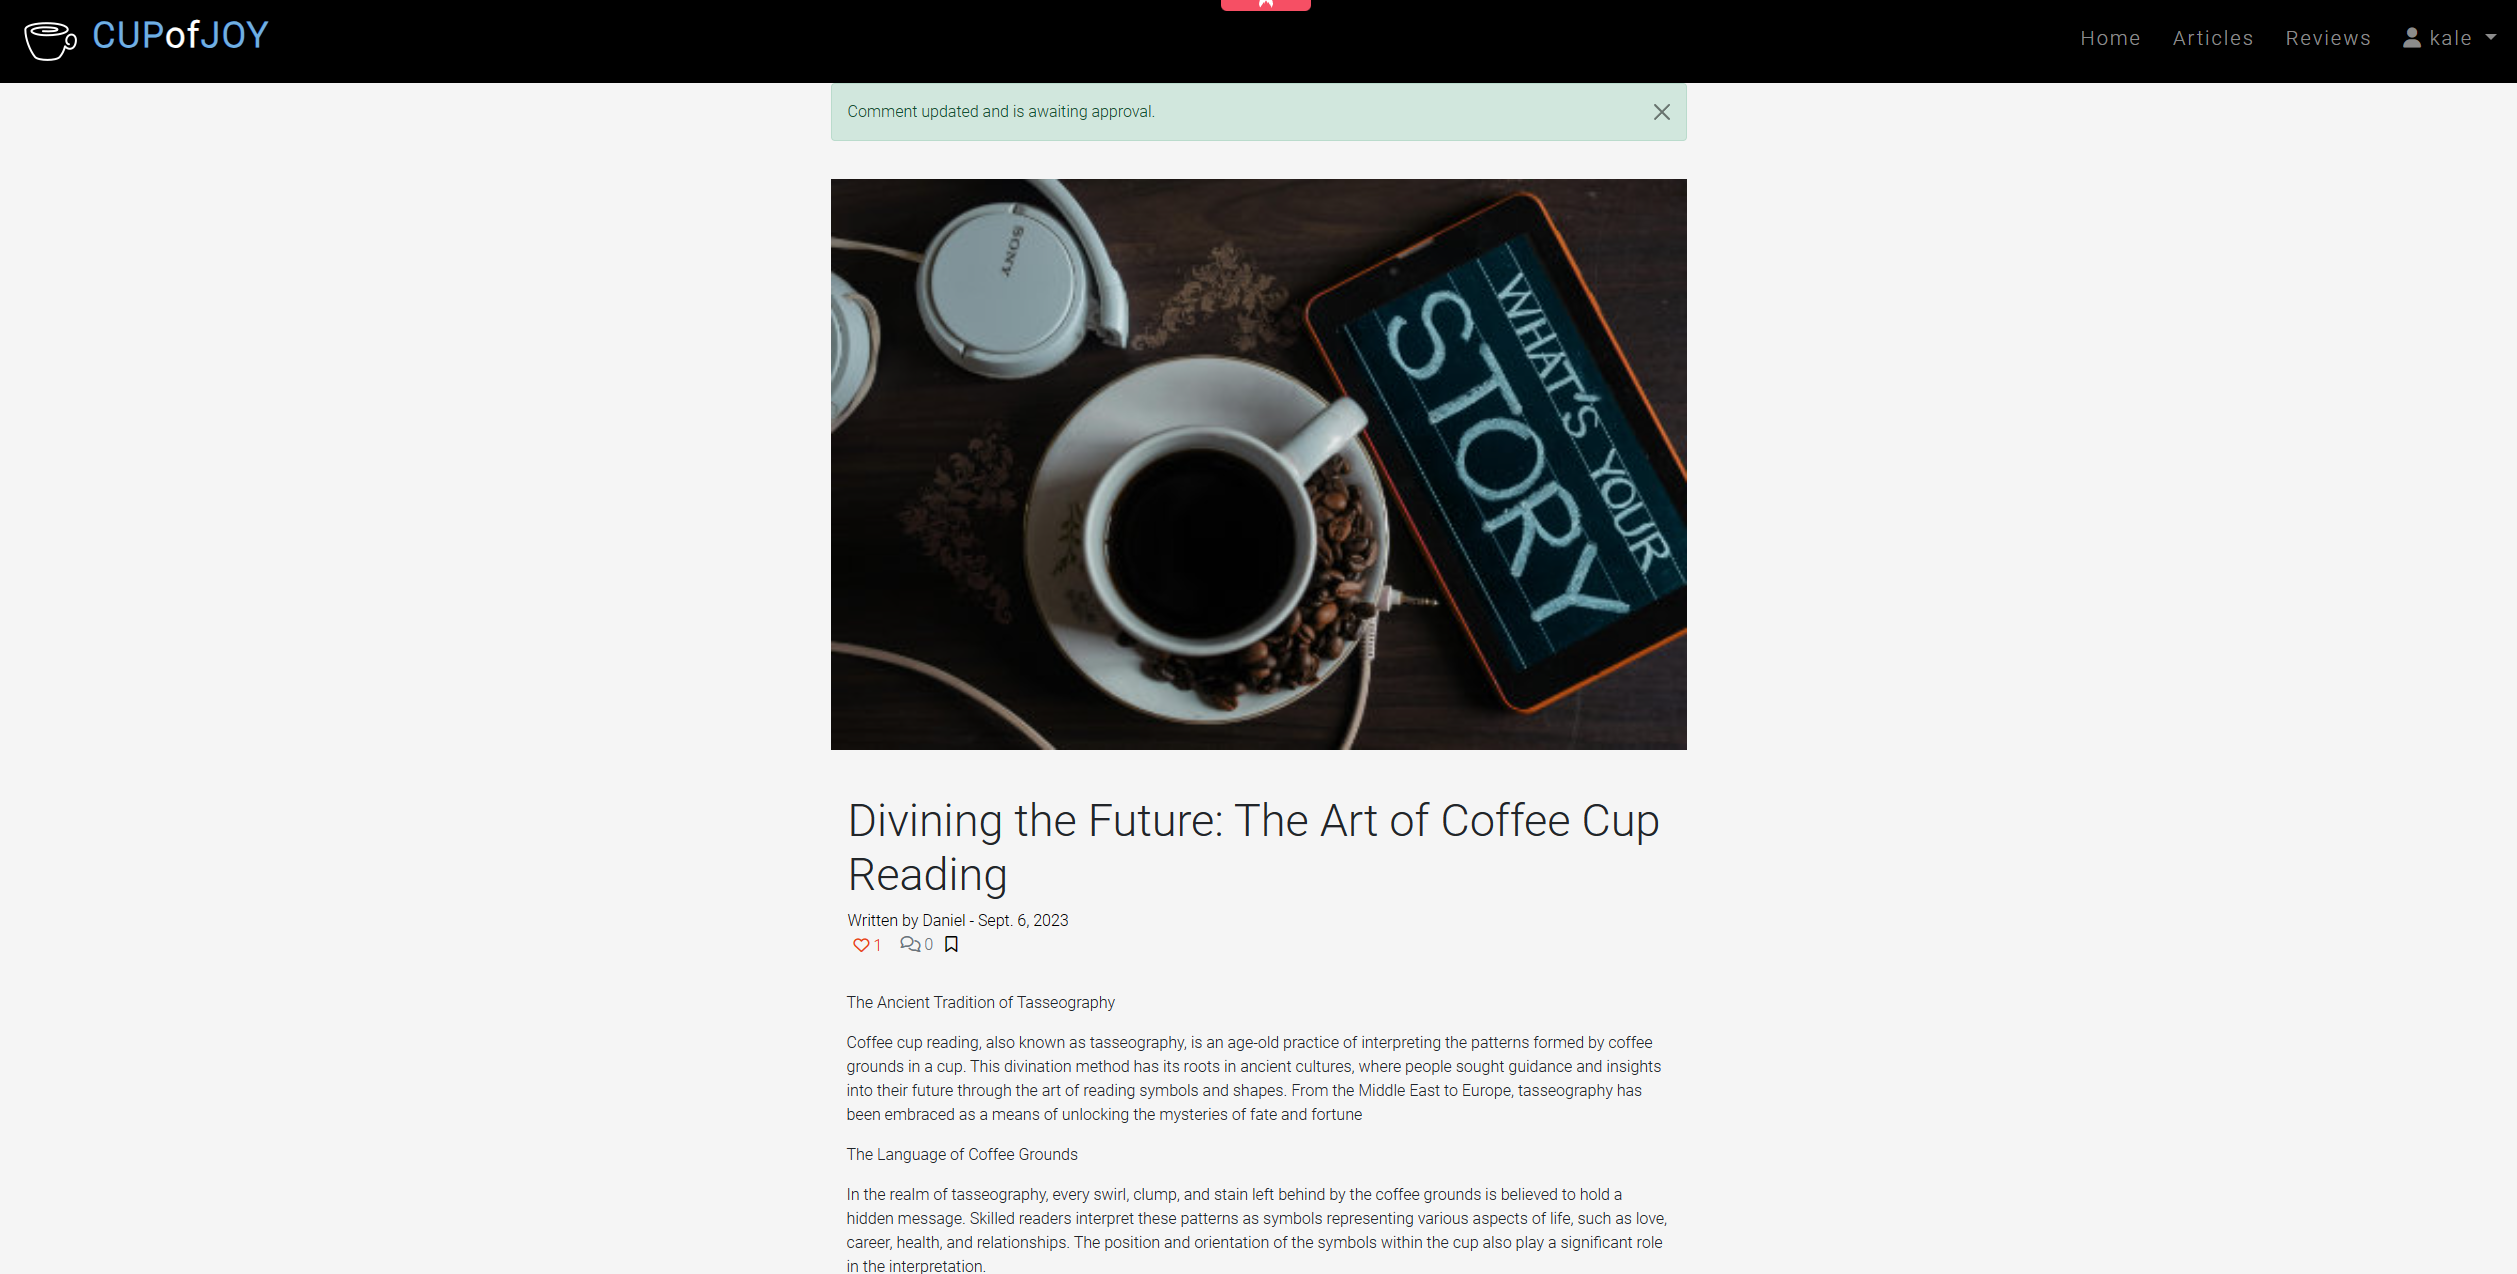 CUPofJOY
Home Articles Reviews kale
Comment updated and is awaiting approval.
SONY
WHAT'S YOUR
STORY
Divining the Future: The Art of Coffee Cup
Reading
Written by Daniel - Sept. 6, 2023
1 0
The Ancient Tradition of Tasseography
Coffee cup reading, also known as tasseography, is an age-old practice of interpreting the patterns formed by coffee
grounds in a cup. This divination method has its roots in ancient cultures, where people sought guidance and insights
into their future through the art of reading symbols and shapes. From the Middle East to Europe, tasseography has
been embraced as a means of unlocking the mysteries of fate and fortune
The Language of Coffee Grounds
In the realm of tasseography, every swirl, clump, and stain left behind by the coffee grounds is believed to hold a
hidden message. Skilled readers interpret these patterns as symbols representing various aspects of life, such as love,
career, health, and relationships. The position and orientation of the symbols within the cup also play a significant role
in the interpretation.